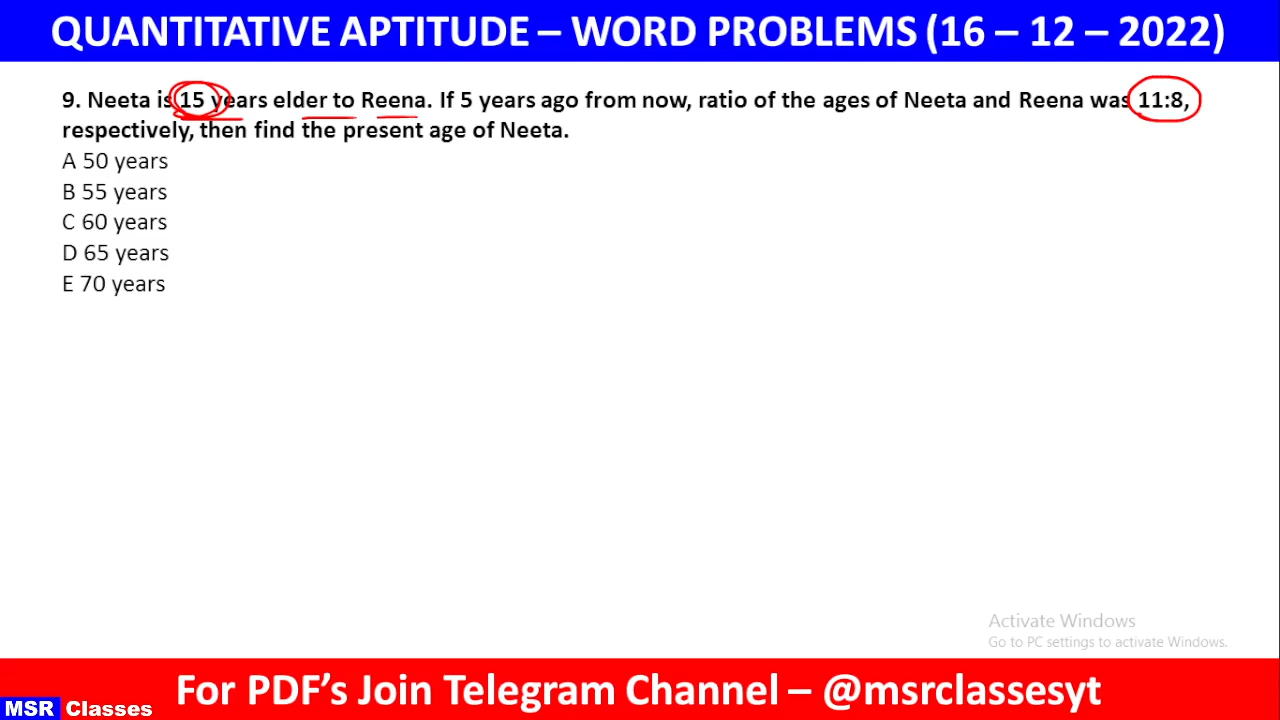 QUANTITATIVE APTITUDE – WORD PROBLEMS (16 – 12 – 2022)
9. Neeta is 15 years elder to Reena. If 5 years ago from now, ratio of the ages of Neeta and Reena was 11:8,
respectively, then find the present age of Neeta.
A 50 years
B 55 years
C 60 years
D 65 years
E 70 years
Activate Windows
Go to PC settings to activate Windows.
For PDF’s Join Telegram Channel – @msrclassesyt
MSR Classes